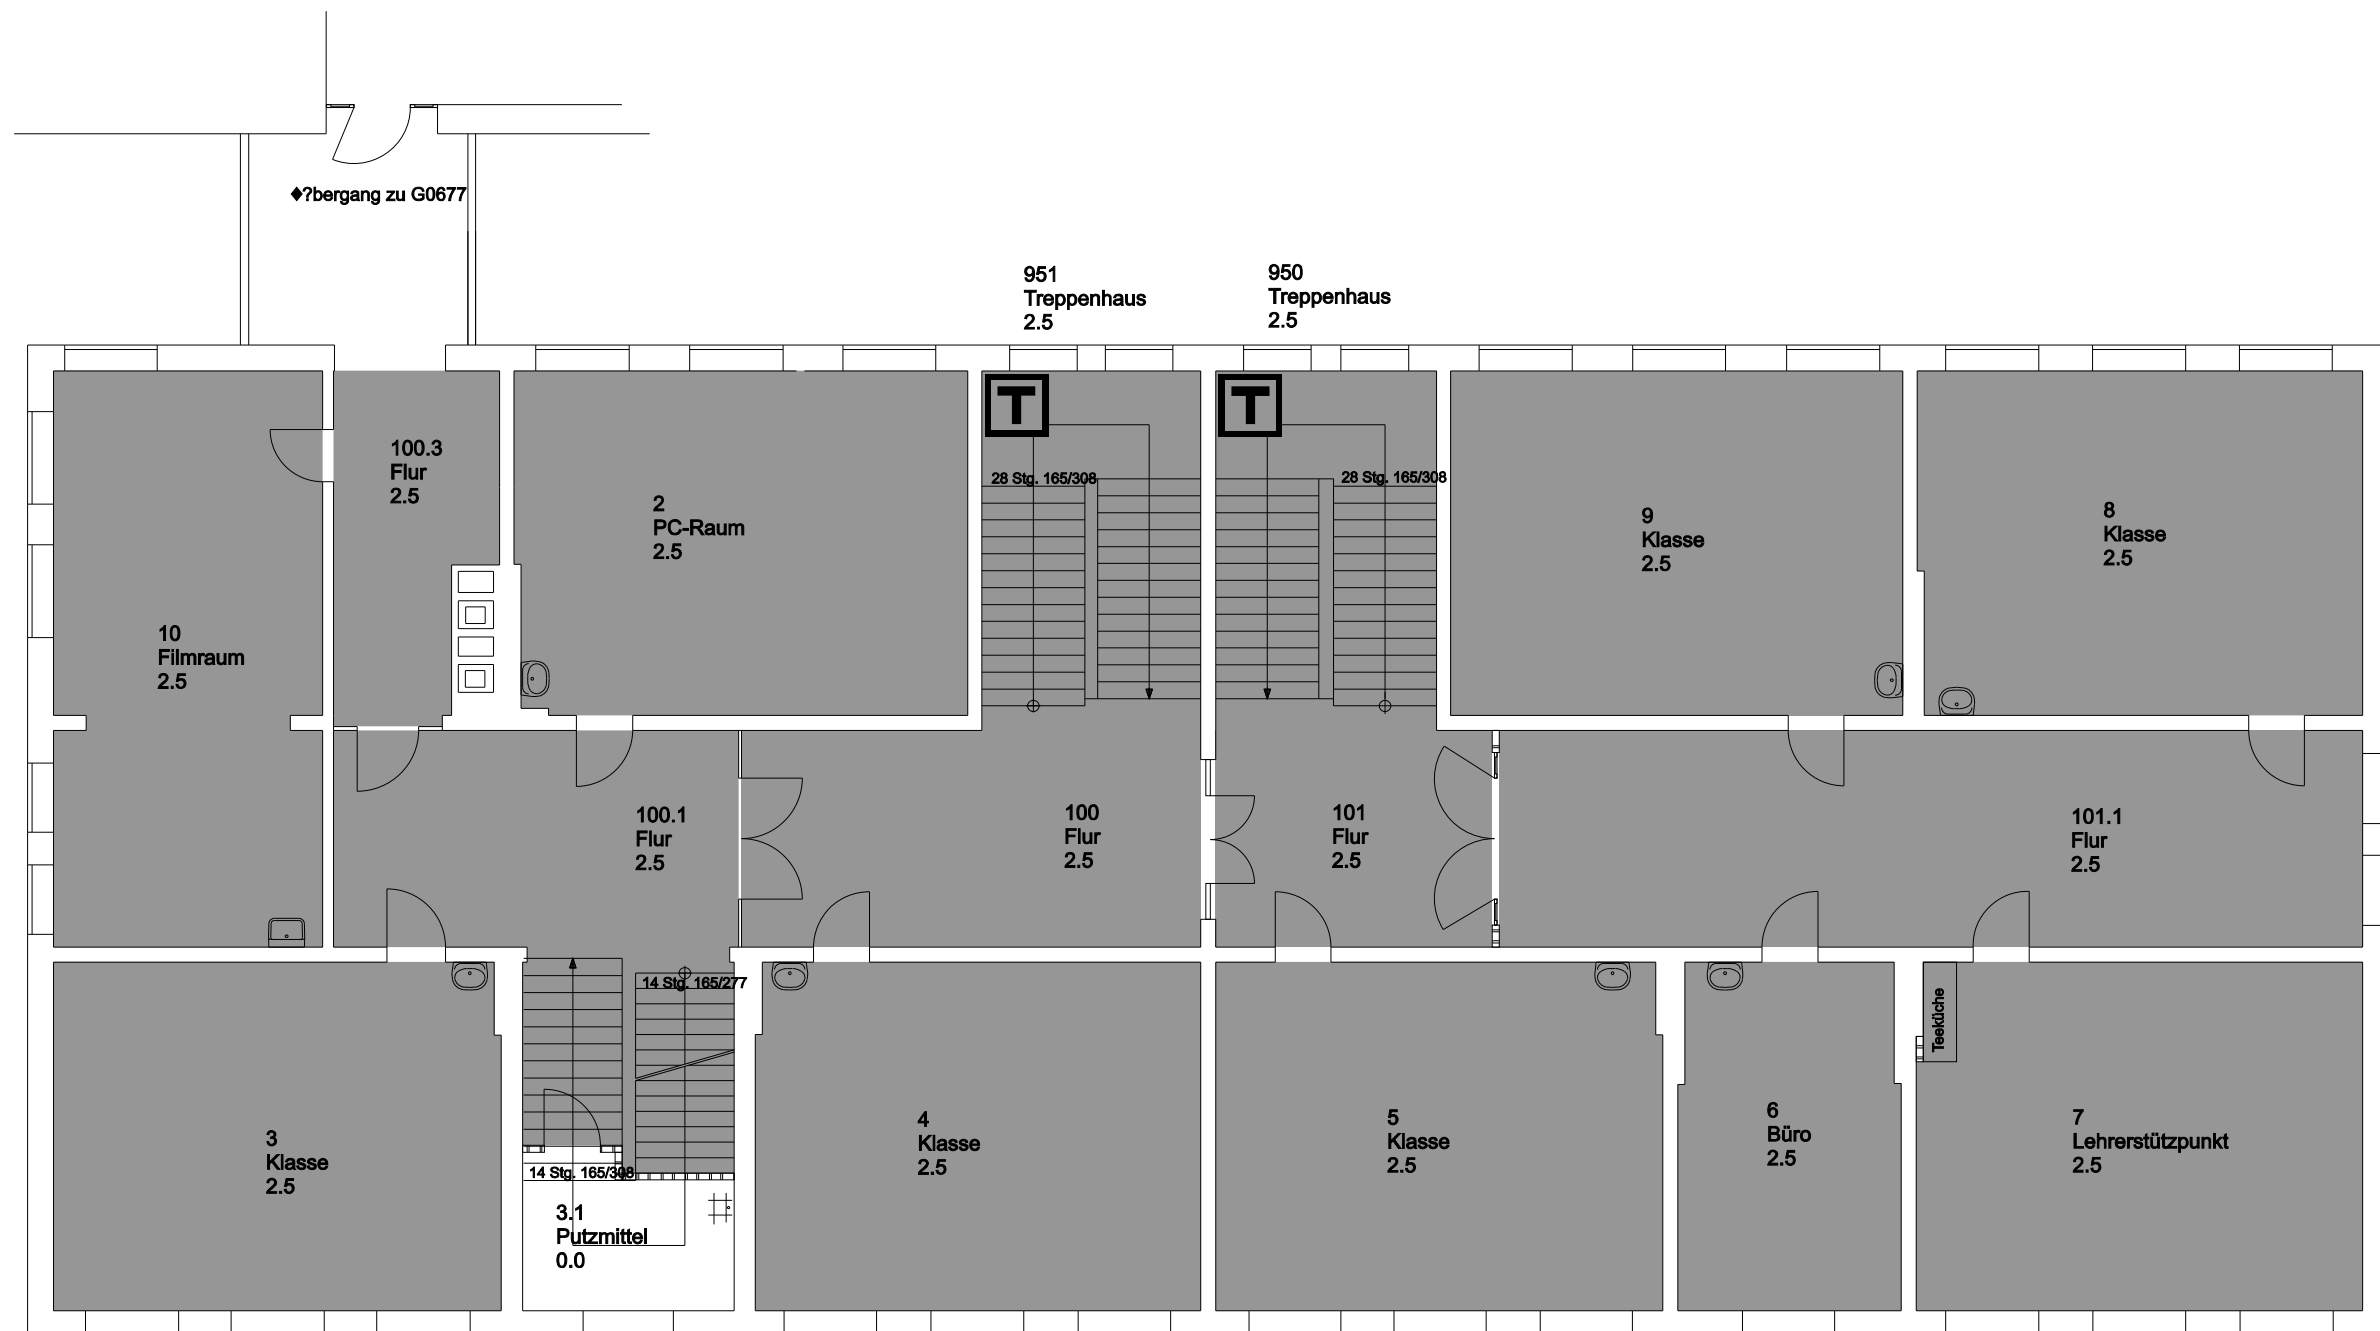 ♦?bergang zu G0677
951
Treppenhaus
2.5
950
Treppenhaus
2.5
T
T
100.3
Flur
2.5
28 Stg. 165/308
28 Stg. 165/308
2
PC-Raum
2.5
9
Klasse
2.5
8
Klasse
2.5
10
Filmraum
2.5
100.1
Flur
2.5
100
Flur
2.5
101
Flur
2.5
101.1
Flur
2.5
14 Stg. 165/277
Teeküche
3
Klasse
2.5
14 Stg. 165/308
3.1
Putzmittel
0.0
4
Klasse
2.5
5
Klasse
2.5
6
Büro
2.5
7
Lehrerstützpunkt
2.5